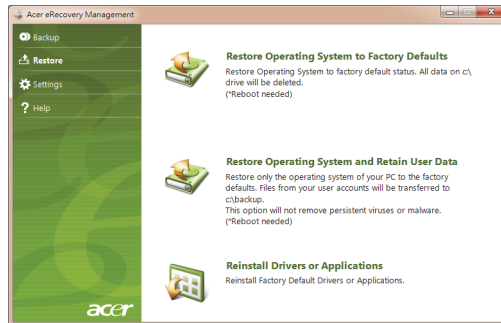 Acer eRecovery Management
Backup
Restore
Settings
? Help
Restore Operating System to Factory Defaults
Restore Operating System to factory default status. All data on c:\
drive will be deleted.
(*Reboot needed)
Restore Operating System and Retain User Data
Restore only the operating system of your PC to the factory
defaults. Files from your user accounts will be transferred to
c:\backup.
This option will not remove persistent viruses or malware.
(*Reboot needed)
Reinstall Drivers or Applications
Reinstall Factory Default Drivers or Applications.
acer